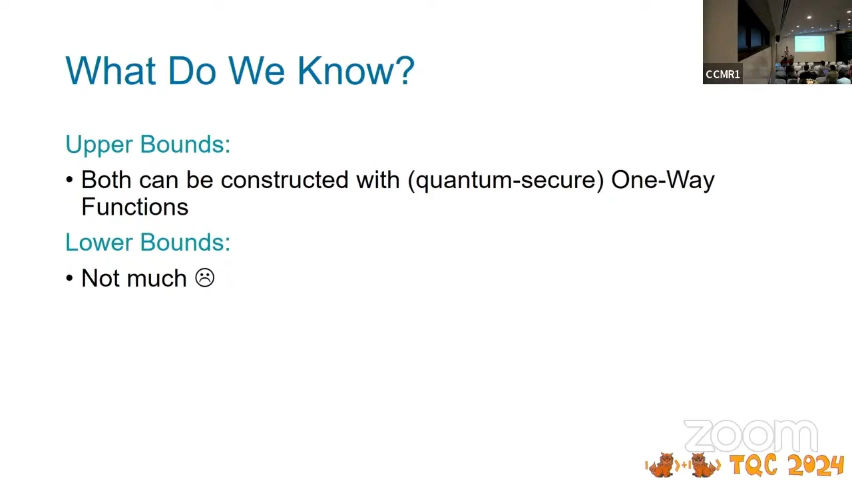 What Do We Know?
CCMR1
Upper Bounds:
• Both can be constructed with (quantum-secure) One-Way
Functions
Lower Bounds:
• Not much ☹
zoom
TQC 2024